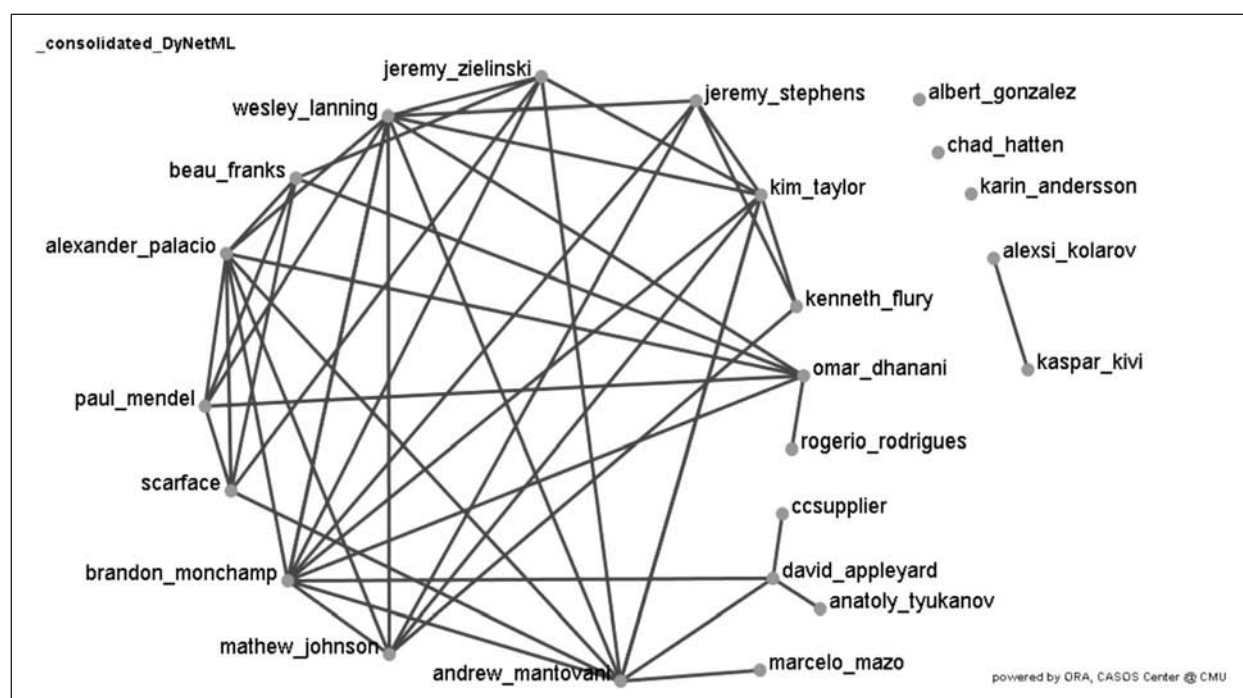 _consolidated_DyNetML
jeremy_zielinski
jeremy_stephens
albert_gonzalez
wesley_lanning
chad_hatten
beau_franks
kim_taylor
karin_andersson
alexander_palacio
alexsi_kolarov
kenneth_flury
omar_dhanani
kaspar_kivi
paul_mendel
rogerio_rodrigues
scarface
ccsupplier
brandon_monchamp
david_appleyard
anatoly_tyukanov
mathew_johnson
andrew_mantovani
marcelo_mazo
powered by ORA, CASOS Center @ CMU